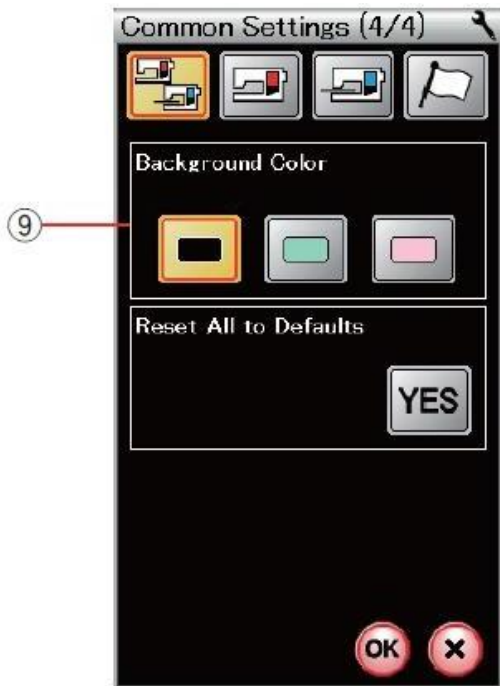 Common Settings (4/4)
Background Color
⑨
Reset All to Defaults
YES
OK